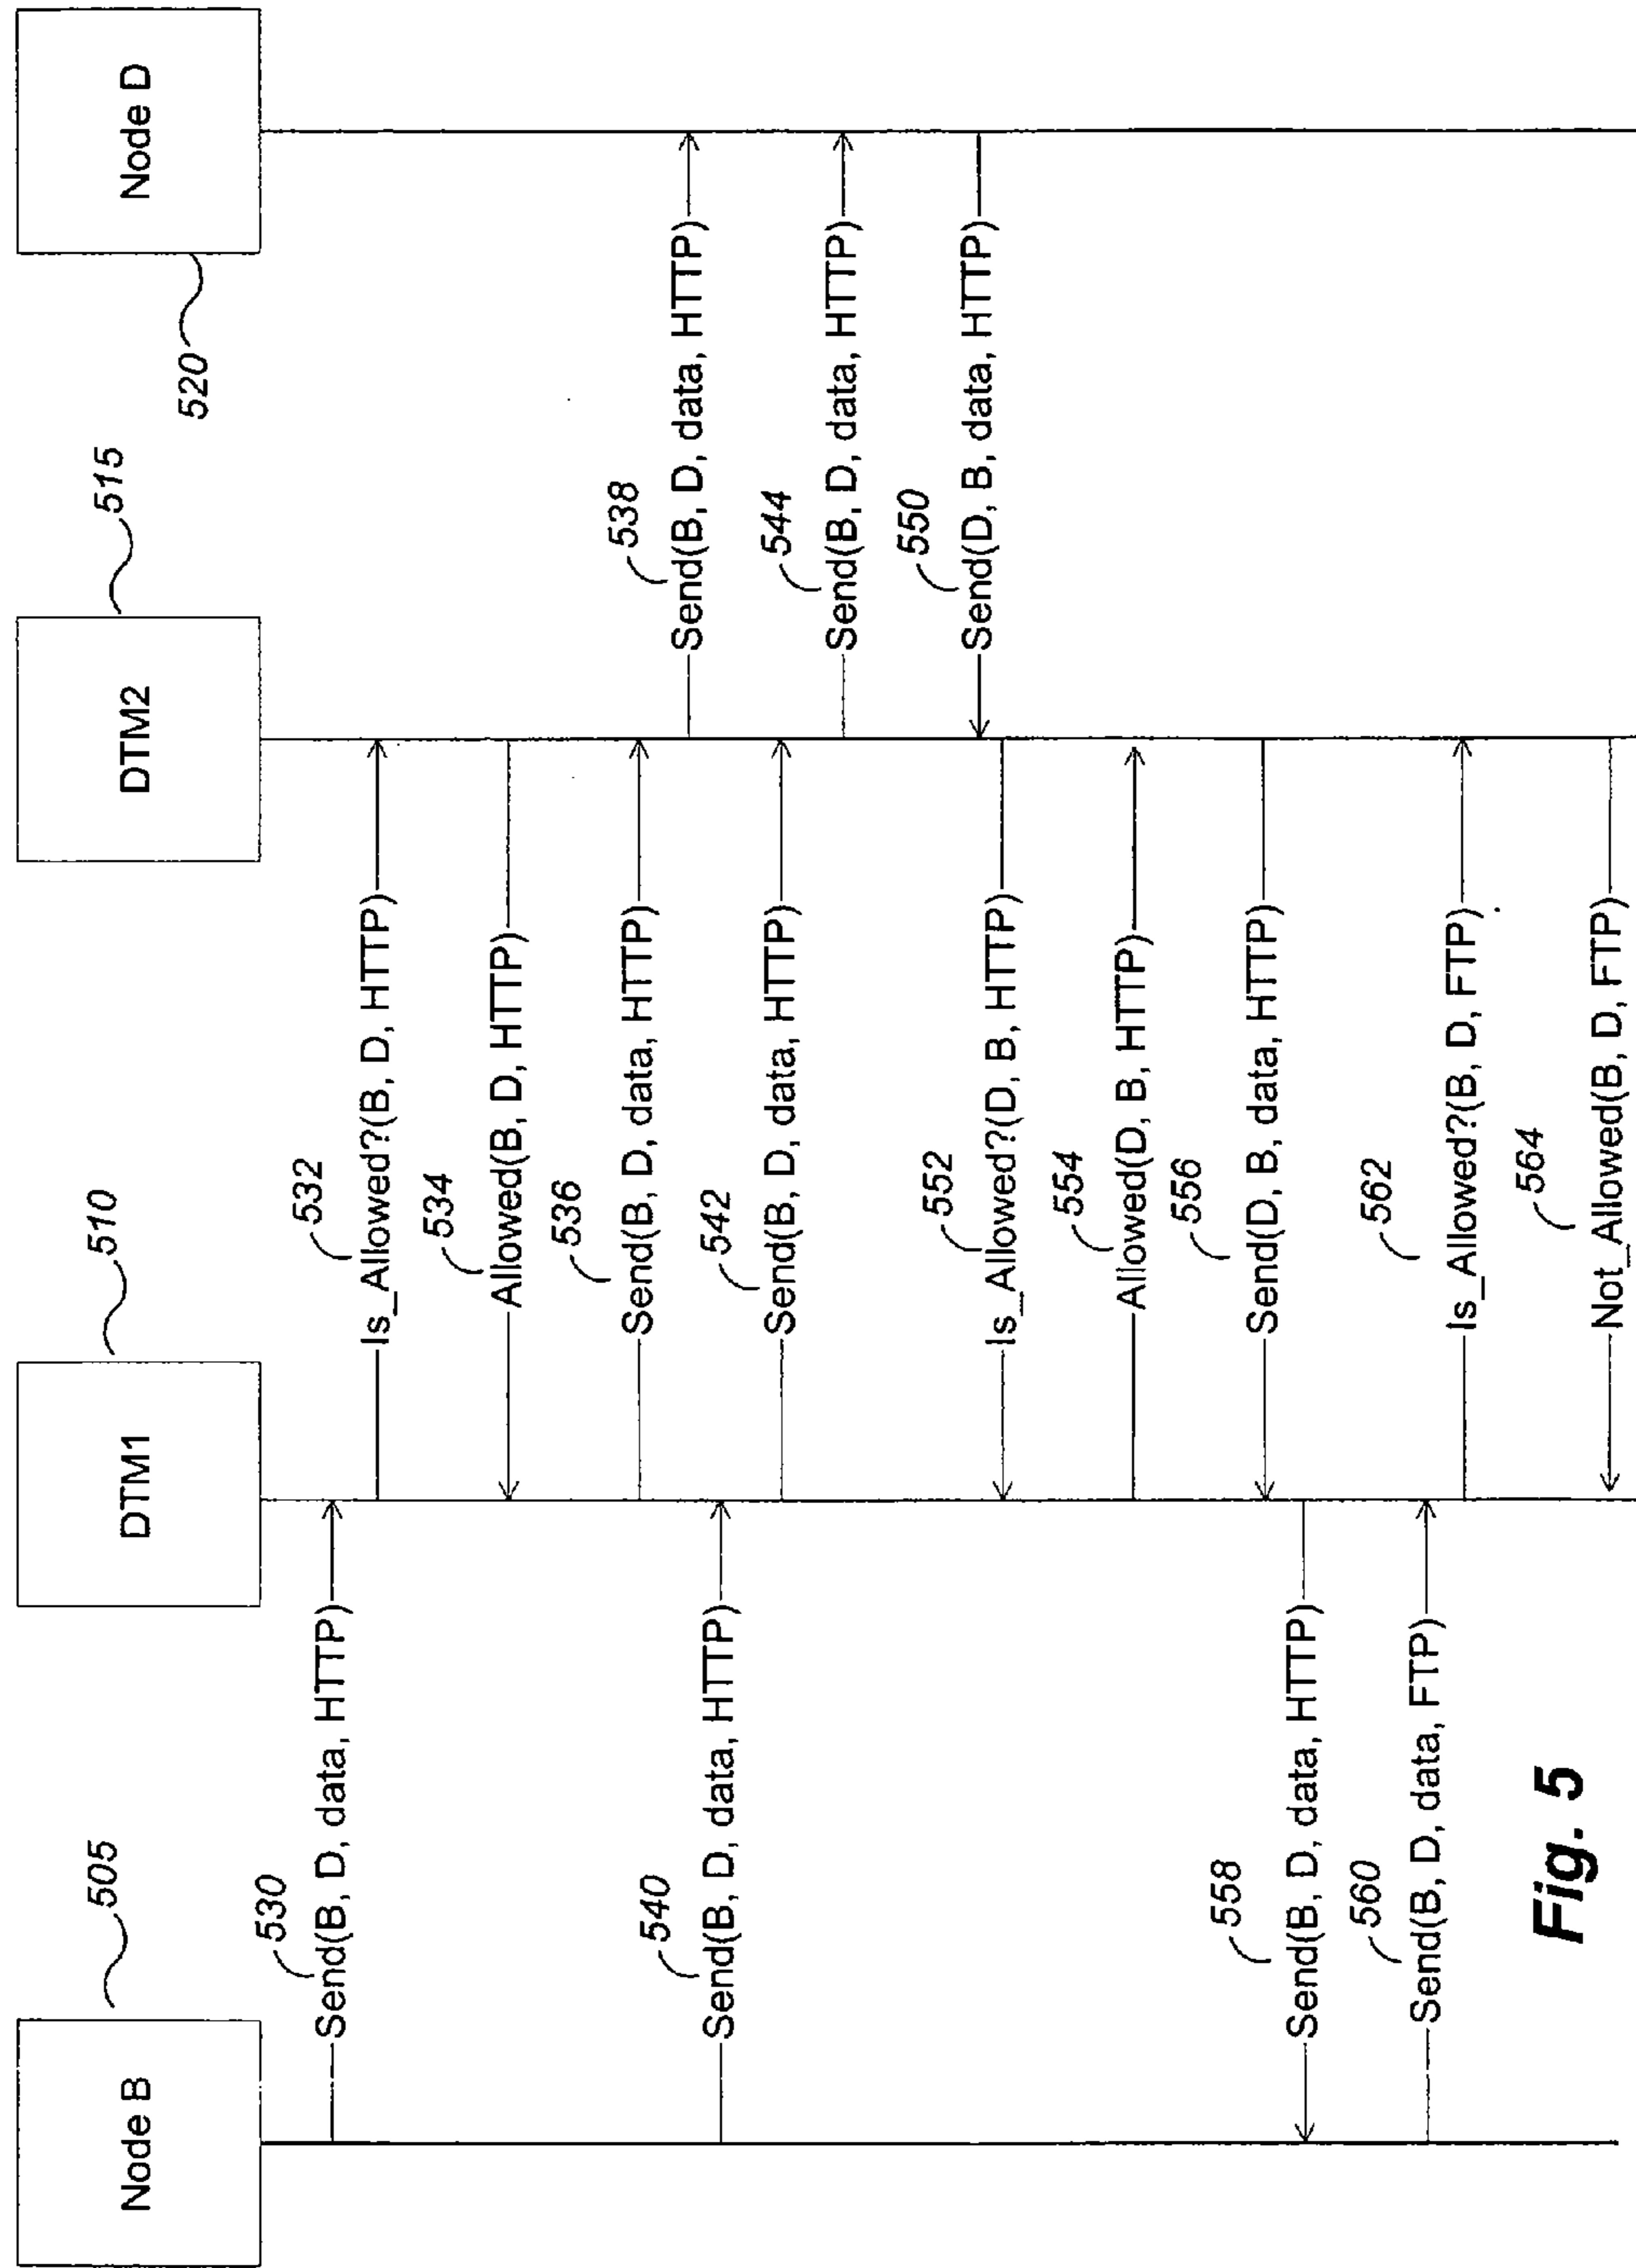 Node B
505
DTM1
510
DTM2
515
Node D
520
530
Send(B, D, data, HTTP)
532
Is_Allowed?(B, D, HTTP)
534
Allowed(B, D, HTTP)
536
Send(B, D, data, HTTP)
538
Send(B, D, data, HTTP)
540
Send(B, D, data, HTTP)
542
Send(B, D, data, HTTP)
544
Send(B, D, data, HTTP)
550
Send(D, B, data, HTTP)
552
Is_Allowed?(D, B, HTTP)
554
Allowed(D, B, HTTP)
556
Send(D, B, data, HTTP)
558
Send(B, D, data, HTTP)
560
Send(B, D, data, FTP)
562
Is_Allowed?(B, D, FTP)
564
Not_Allowed(B, D, FTP)
Fig. 5